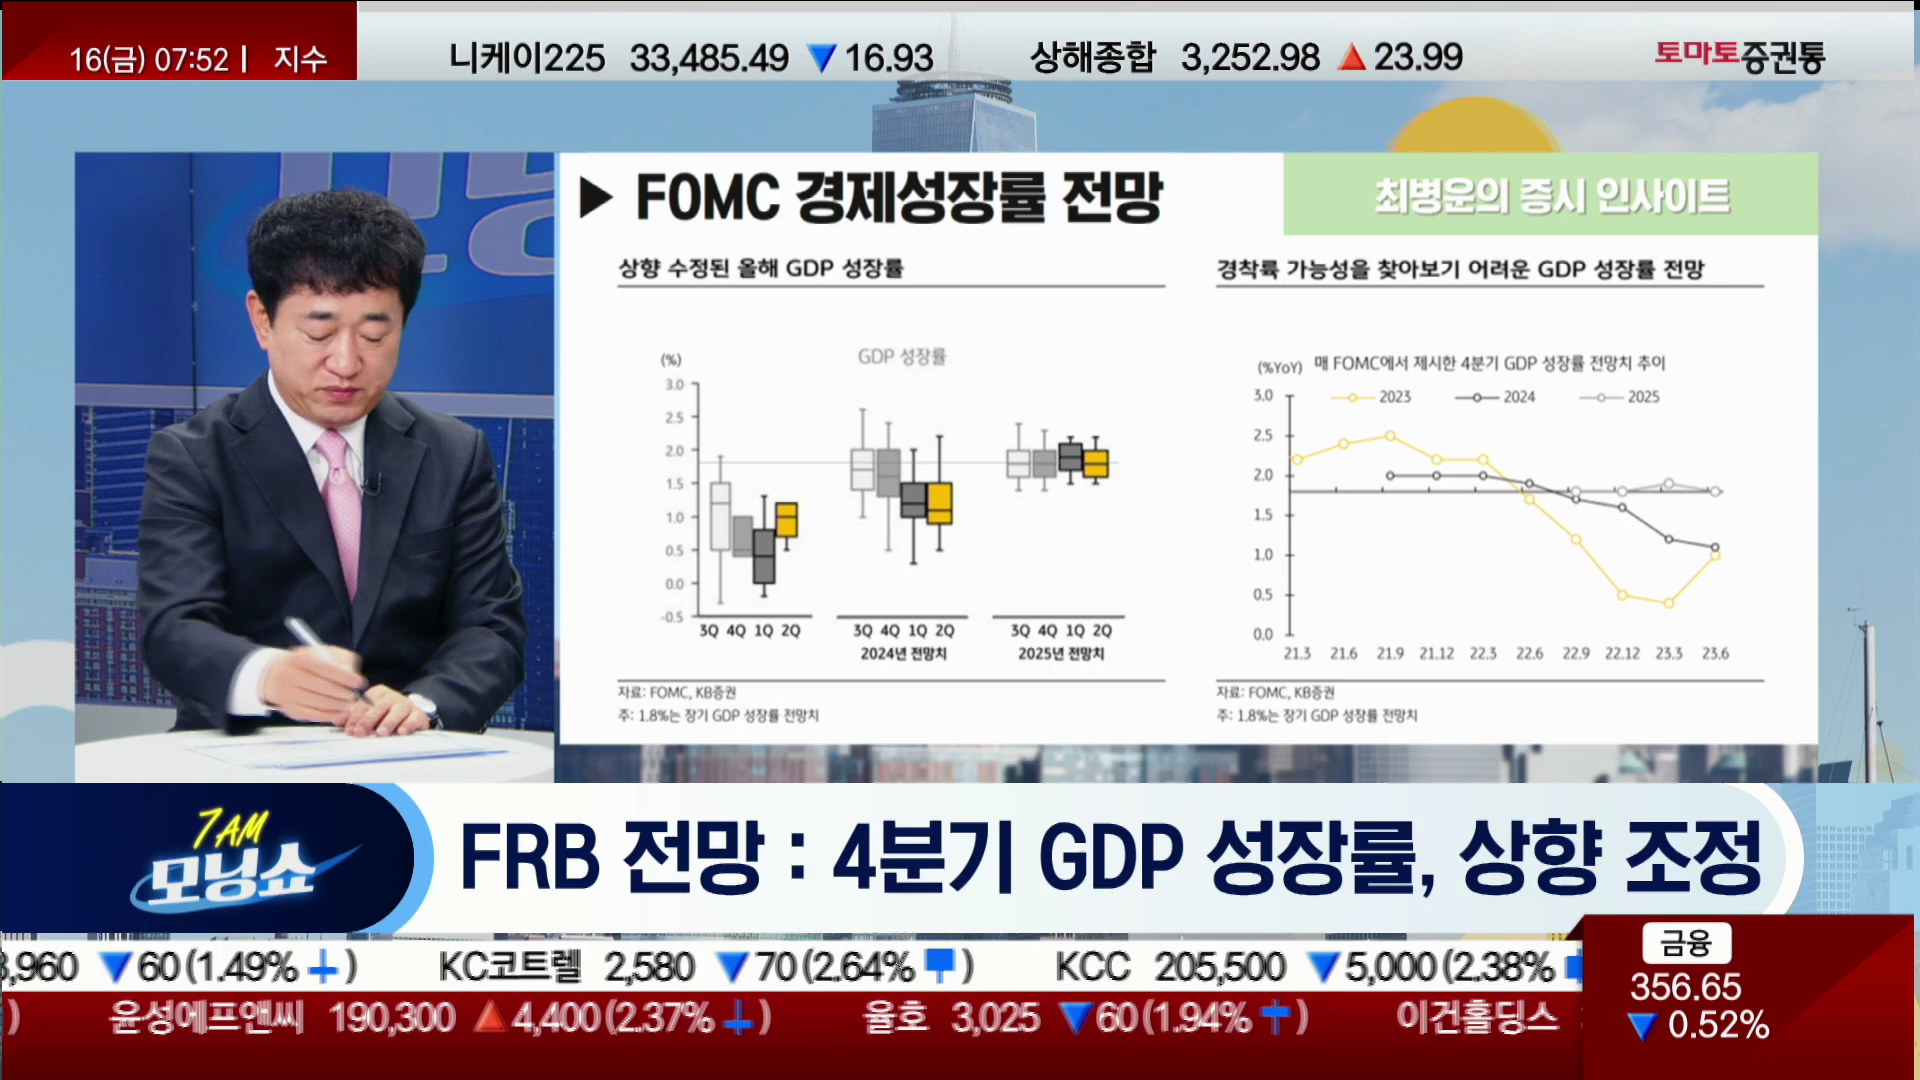 16(금) 07:52 | 지수
니케이225 33,485.49 ▼ 16.93 상해종합 3,252.98 ▲ 23.99
토마토증권통
▶ FOMC 경제성장률 전망
최병운의 증시 인사이트
상향 수정된 올해 GDP 성장률
(%)
GDP 성장률
3.0
2.5
2.0
1.5
1.0
0.5
0.0
-0.5
3Q 4Q 1Q 2Q
3Q 4Q 1Q 2Q
3Q 4Q 1Q 2Q
2024년 전망치
2025년 전망치
자료: FOMC, KB증권
주: 1.8%는 장기 GDP 성장률 전망치
경착륙 가능성을 찾아보기 어려운 GDP 성장률 전망
(%YoY) 매 FOMC에서 제시한 4분기 GDP 성장률 전망치 추이
2023 2024 2025
3.0
2.5
2.0
1.5
1.0
0.5
0.0
21.3 21.6 21.9 21.12 22.3 22.6 22.9 22.12 23.3 23.6
자료: FOMC, KB증권
주: 1.8%는 장기 GDP 성장률 전망치
7AM
모닝쇼
FRB 전망 : 4분기 GDP 성장률, 상향 조정
,960 ▼60(1.49% ) KC코트렐 2,580 ▼70(2.64% ) KCC 205,500 ▼5,000(2.38%
) 윤성에프앤씨 190,300 ▲4,400(2.37% ) 율호 3,025 ▼60(1.94% ) 이건홀딩스
금융
356.65
▼ 0.52%